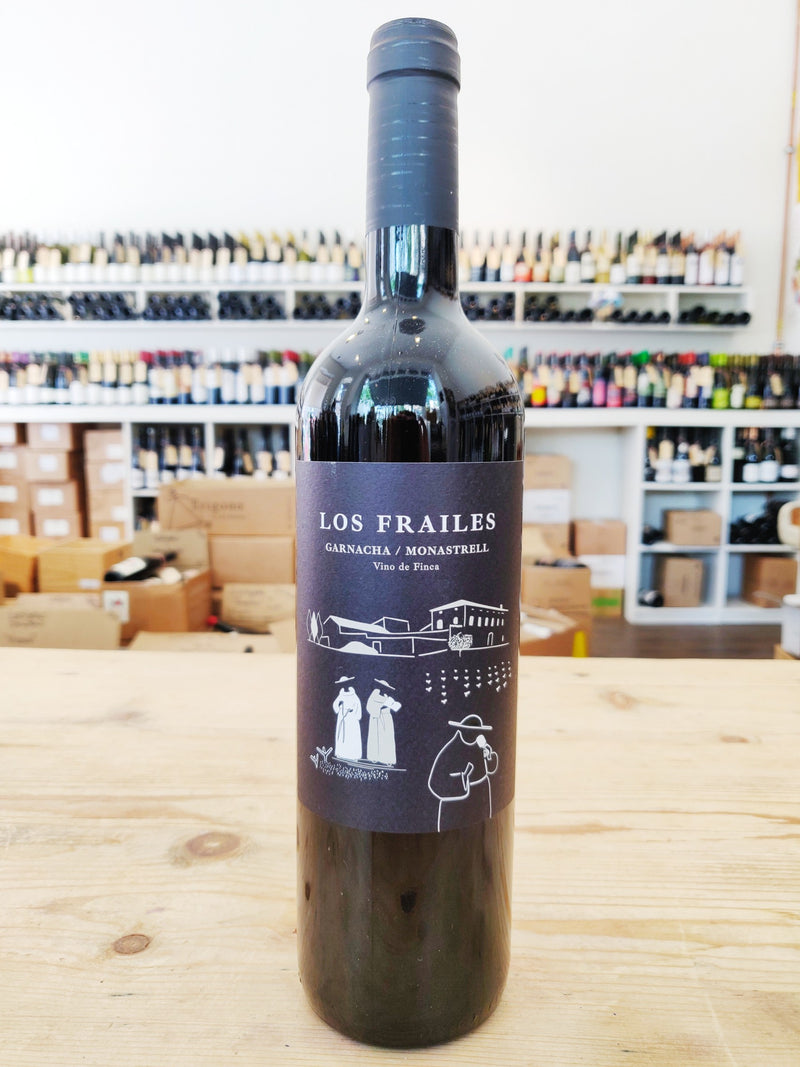 LOS FRAILES
GARNACHA / MONASTRELL
Vino de Finca